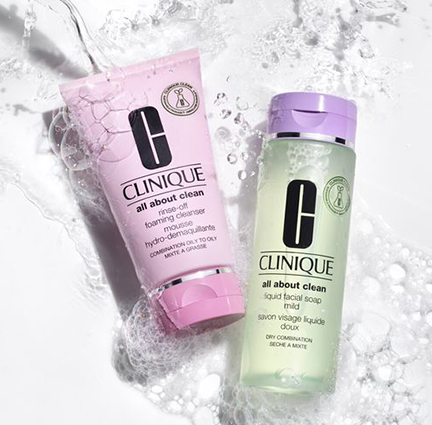 C
CLINIQUE
all about clean
rinse-off
foaming cleanser
mousse
hydro-démaquillante
COMBINATION OILY TO OILY
MIXTE A GRASSE
C
CLINIQUE
all about clean
liquid facial soap
mild
savon visage liquide
doux
DRY COMBINATION
SECHE A MIXTE